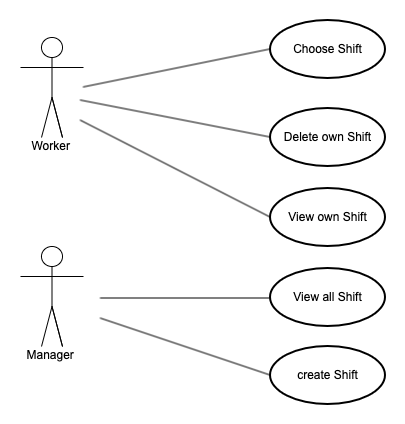 Choose Shift
Delete own Shift
Worker
View own Shift
View all Shift
Manager
create Shift